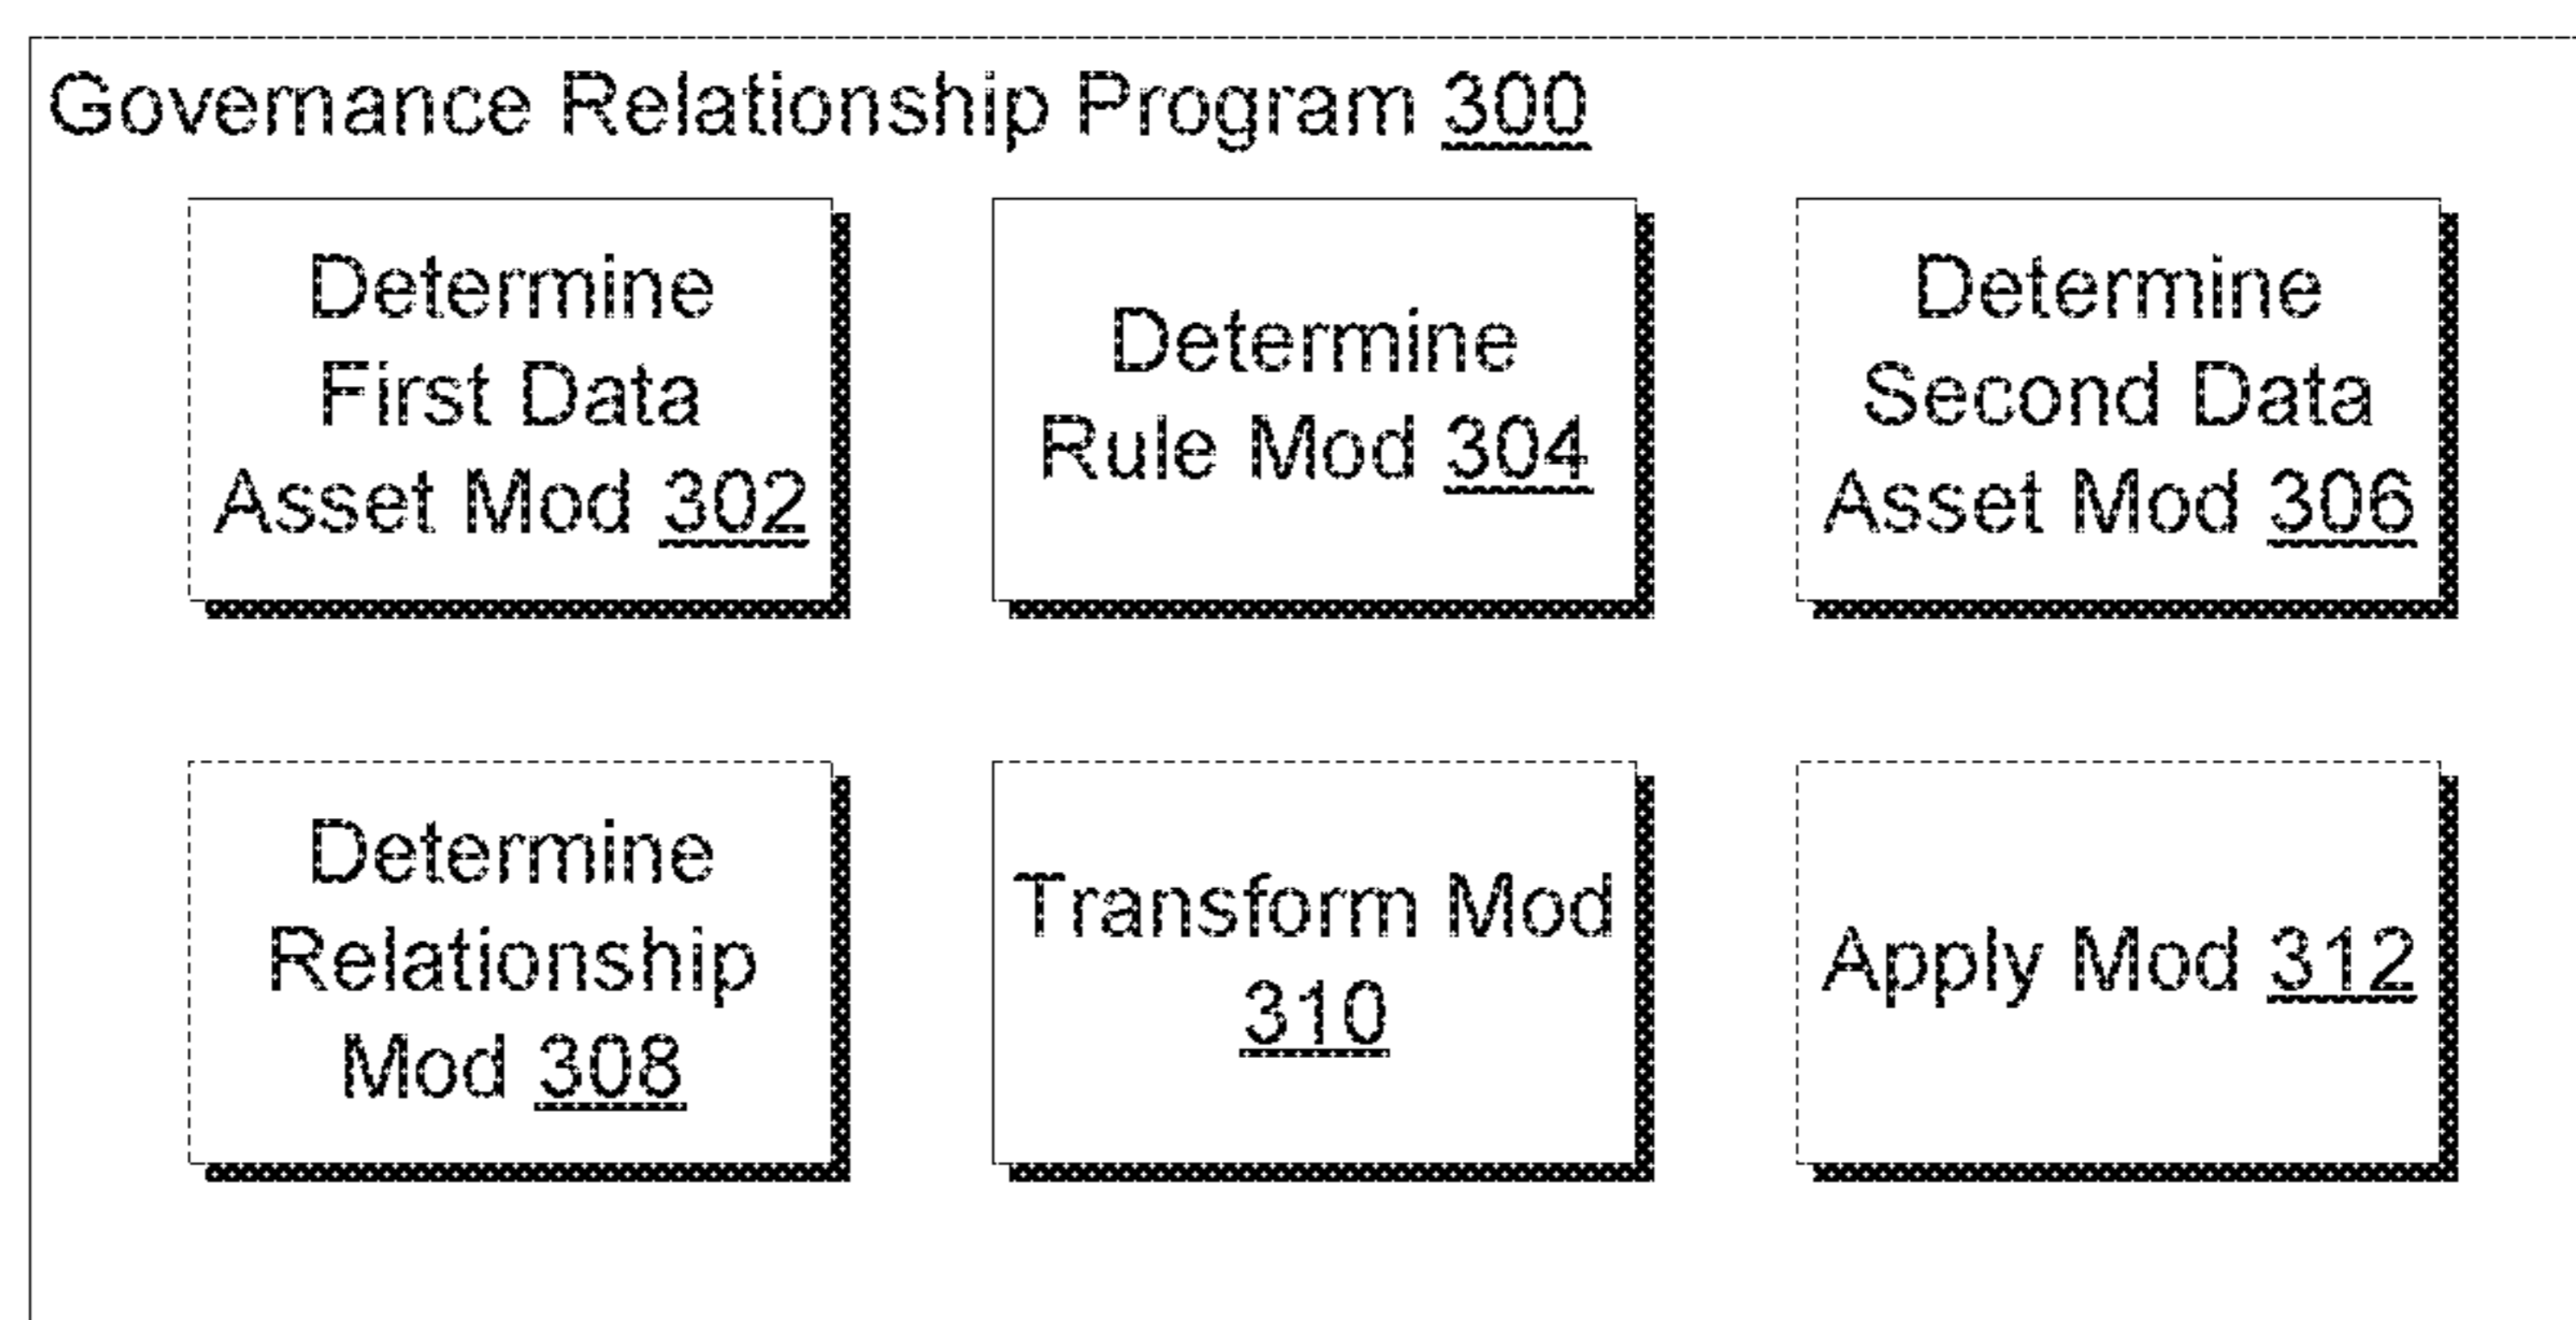 Governance Relationship Program 300
Determine
First Data
Asset Mod 302
Determine
Rule Mod 304
Determine
Second Data
Asset Mod 306
Determine
Relationship
Mod 308
Transform Mod
310
Apply Mod 312